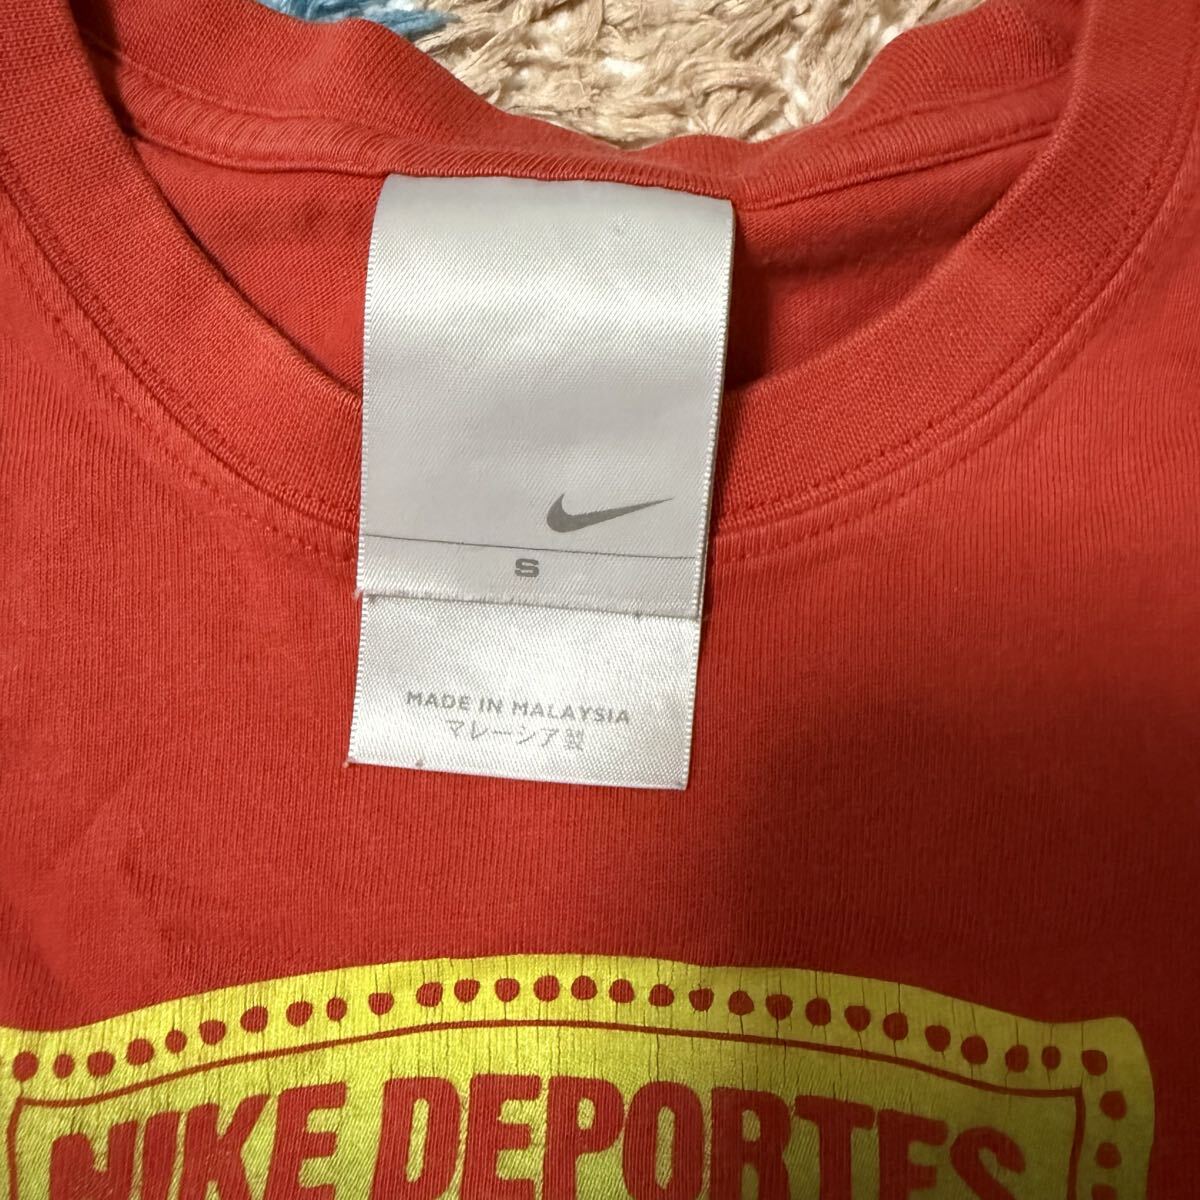 S
MADE IN MALAYSIA
マレーシア製
NIKE DEPORTES